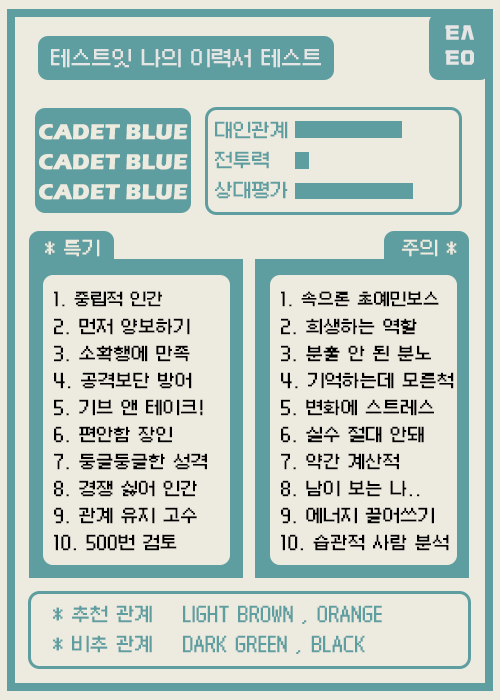 테스트잇 나의 이력서 테스트
테스
EO
CADET BLUE
CADET BLUE
CADET BLUE
대인관계
전투력
상대평가
* 특기
1. 중립적 인간
2. 먼저 양보하기
3. 소확행에 만족
4. 공격보단 방어
5. 기브 앤 테이크!
6. 편안함 장인
7. 둥글둥글한 성격
8. 경쟁 싫어 인간
9. 관계 유지 고수
10. 500번 검토
주의 *
1. 속으론 초예민보스
2. 희생하는 역할
3. 분출 안 된 분노
4. 기억하는데 모른척
5. 변화에 스트레스
6. 실수 절대 안돼
7. 약간 계산적
8. 남이 보는 나..
9. 에너지 끌어쓰기
10. 습관적 사람 분석
* 추천 관계 LIGHT BROWN , ORANGE
* 비추 관계 DARK GREEN , BLACK